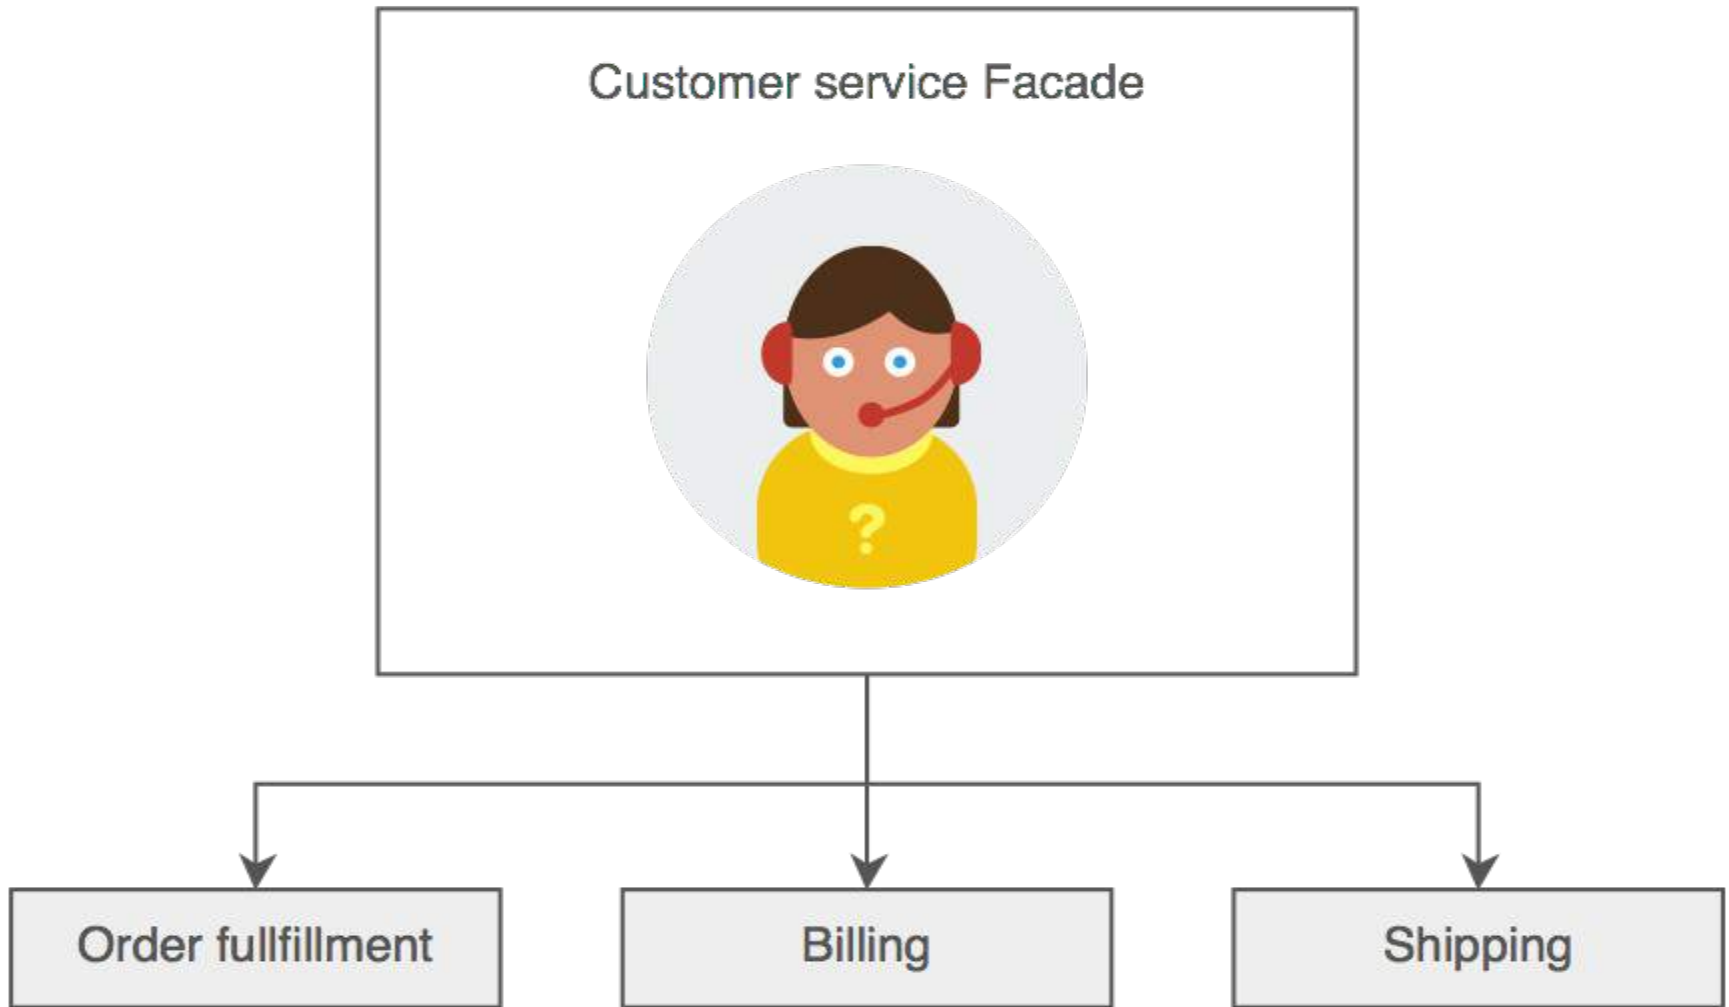 Customer service Facade
?
Order fullfillment
Billing
Shipping